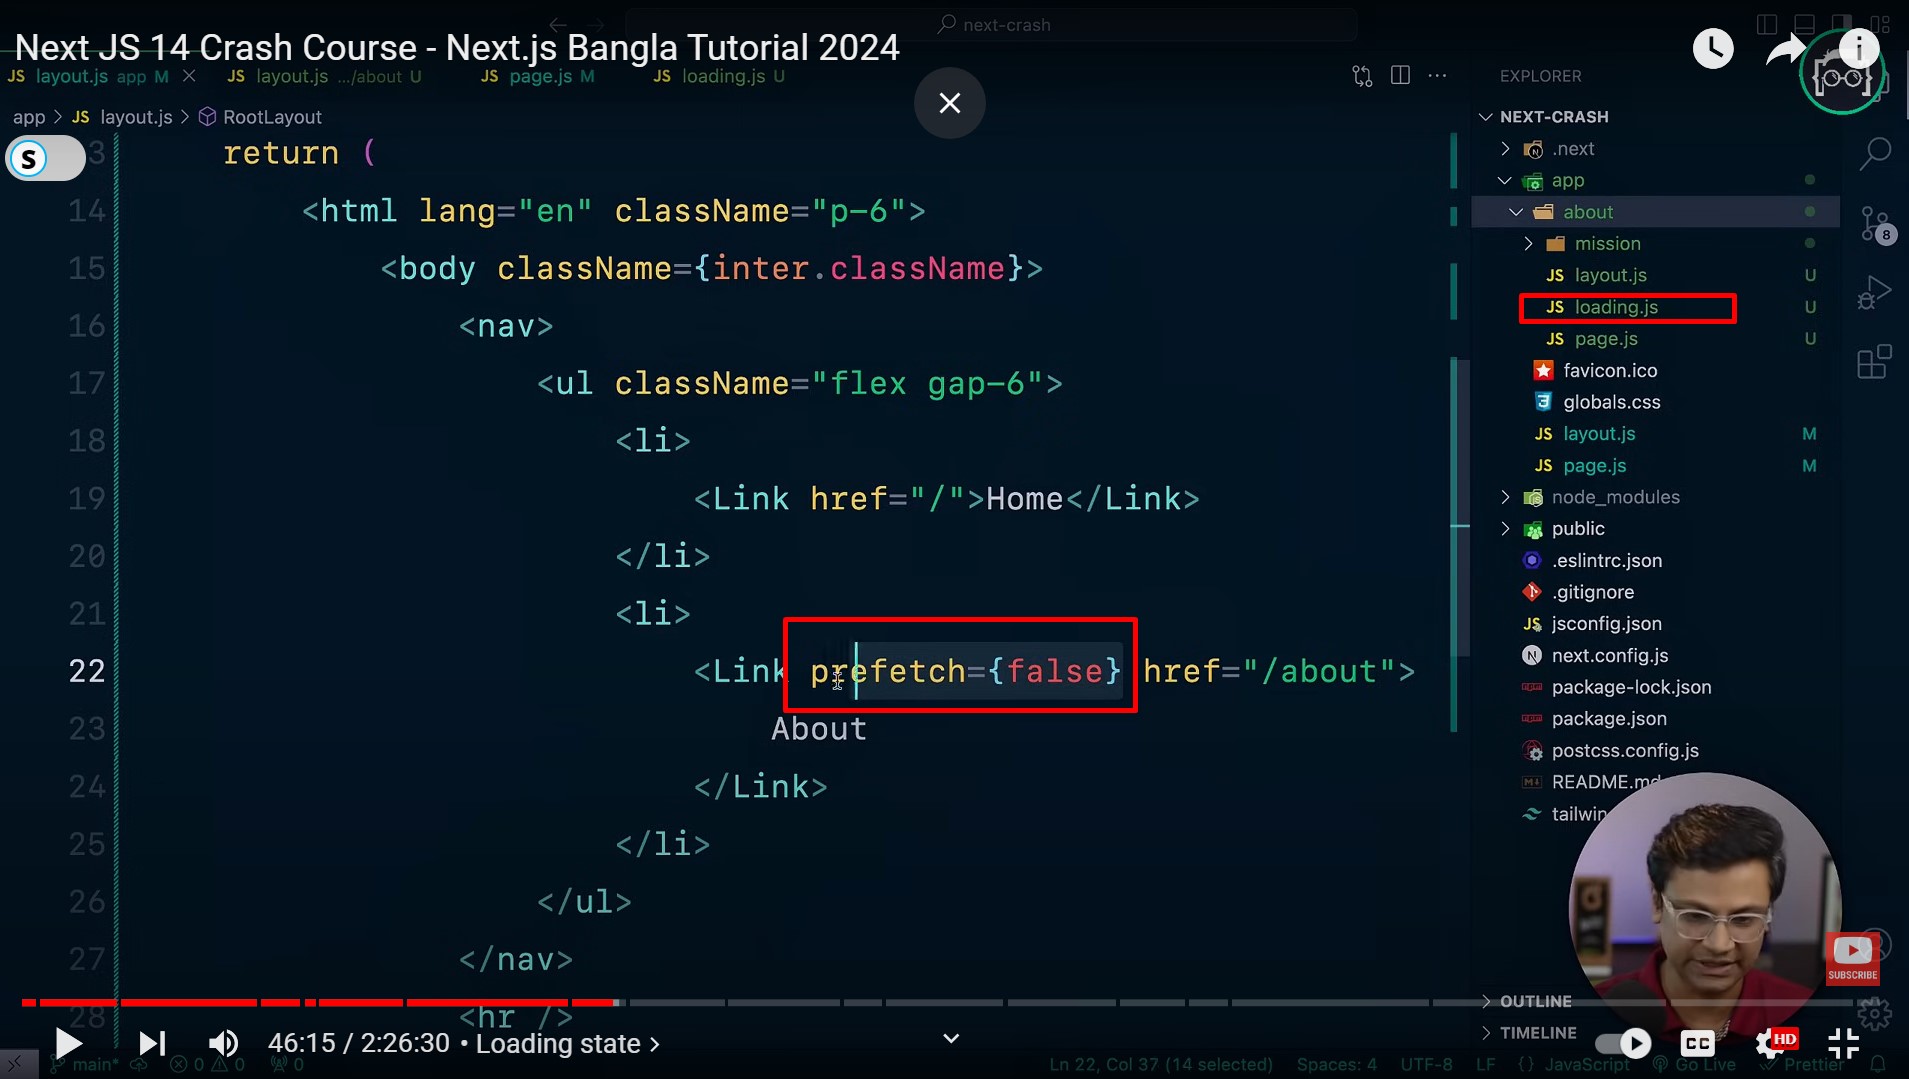 next-crash
Next JS 14 Crash Course - Next.js Bangla Tutorial 2024
JS layout.js app M
JS layout.js .../about U
JS page.js M
JS loading.js U
app > JS layout.js > RootLayout
S
3 return (
14 <html lang="en" className="p-6">
15 <body className={inter.className}>
16 <nav>
17 <ul className="flex gap-6">
18 <li>
19 <Link href="/">Home</Link>
20 </li>
21 <li>
22 <Link prefetch={false} href="/about">
23 About
24 </Link>
25 </li>
26 </ul>
27 </nav>
28 <hr />
EXPLORER
NEXT-CRASH
.next
app
about
mission
JS layout.js U
JS loading.js U
JS page.js U
favicon.ico
globals.css
JS layout.js M
JS page.js M
node_modules
public
.eslintrc.json
.gitignore
JS jsconfig.json
N next.config.js
package-lock.json
package.json
postcss.config.js
README.md
tailwin
8
SUBSCRIBE
OUTLINE
TIMELINE
46:15 / 2:26:30 • Loading state >
CC
HD
main* 0 0 0
Ln 22, Col 37 (14 selected) Spaces: 4 UTF-8 LF {} JavaScript Go Live Prettier